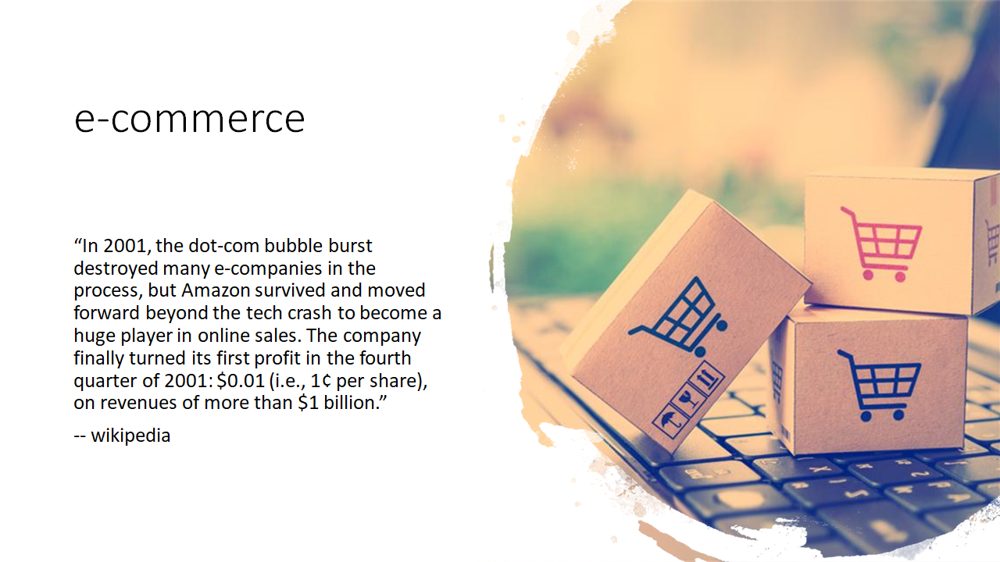 e-commerce
“In 2001, the dot-com bubble burst
destroyed many e-companies in the
process, but Amazon survived and moved
forward beyond the tech crash to become a
huge player in online sales. The company
finally turned its first profit in the fourth
quarter of 2001: $0.01 (i.e., 1¢ per share),
on revenues of more than $1 billion.”
-- wikipedia